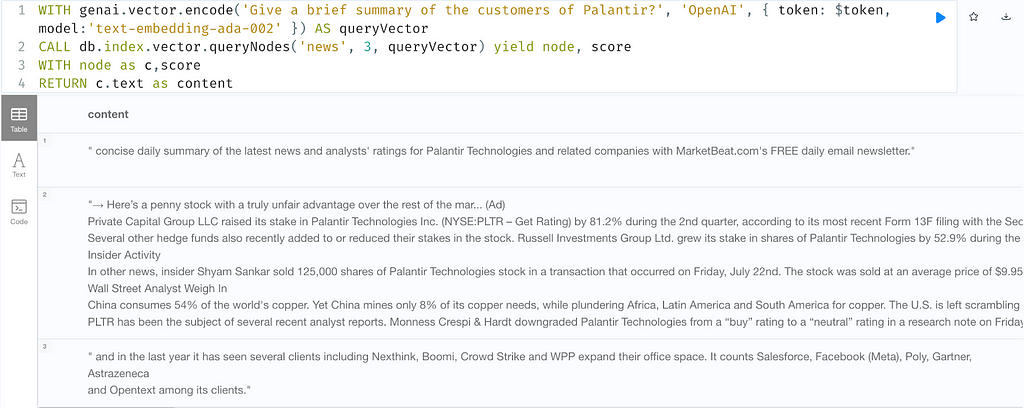 1 WITH genai.vector.encode('Give a brief summary of the customers of Palantir?', 'OpenAI', { token: $token,
model:'text-embedding-ada-002' }) AS queryVector
2 CALL db.index.vector.queryNodes('news', 3, queryVector) yield node, score
3 WITH node as c,score
4 RETURN c.text as content
Table
content
1
" concise daily summary of the latest news and analysts' ratings for Palantir Technologies and related companies with MarketBeat.com's FREE daily email newsletter."
Text
Code
2
"→ Here's a penny stock with a truly unfair advantage over the rest of the mar... (Ad)
Private Capital Group LLC raised its stake in Palantir Technologies Inc. (NYSE:PLTR – Get Rating) by 81.2% during the 2nd quarter, according to its most recent Form 13F filing with the Sec
Several other hedge funds also recently added to or reduced their stakes in the stock. Russell Investments Group Ltd. grew its stake in shares of Palantir Technologies by 52.9% during the
Insider Activity
In other news, insider Shyam Sankar sold 125,000 shares of Palantir Technologies stock in a transaction that occurred on Friday, July 22nd. The stock was sold at an average price of $9.95
Wall Street Analyst Weigh In
China consumes 54% of the world's copper. Yet China mines only 8% of its copper needs, while plundering Africa, Latin America and South America for copper. The U.S. is left scrambling
PLTR has been the subject of several recent analyst reports. Monness Crespi & Hardt downgraded Palantir Technologies from a “buy” rating to a “neutral” rating in a research note on Friday
3
" and in the last year it has seen several clients including Nexthink, Boomi, Crowd Strike and WPP expand their office space. It counts Salesforce, Facebook (Meta), Poly, Gartner,
Astrazeneca
and Opentext among its clients."